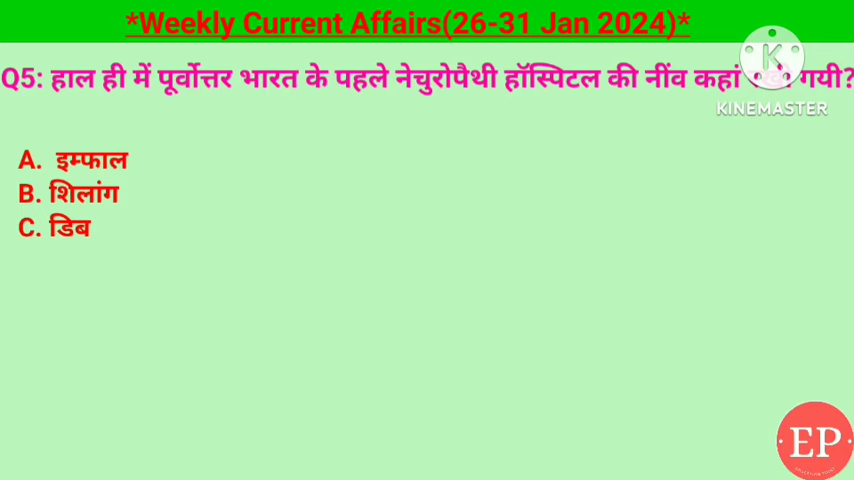 *Weekly Current Affairs(26-31 Jan 2024)*
Q5: हाल ही में पूर्वोत्तर भारत के पहले नेचुरोपैथी हॉस्पिटल की नींव कहां गयी?
KINEMASTER
A. इम्फाल
B. शिलांग
C. डिब
EP